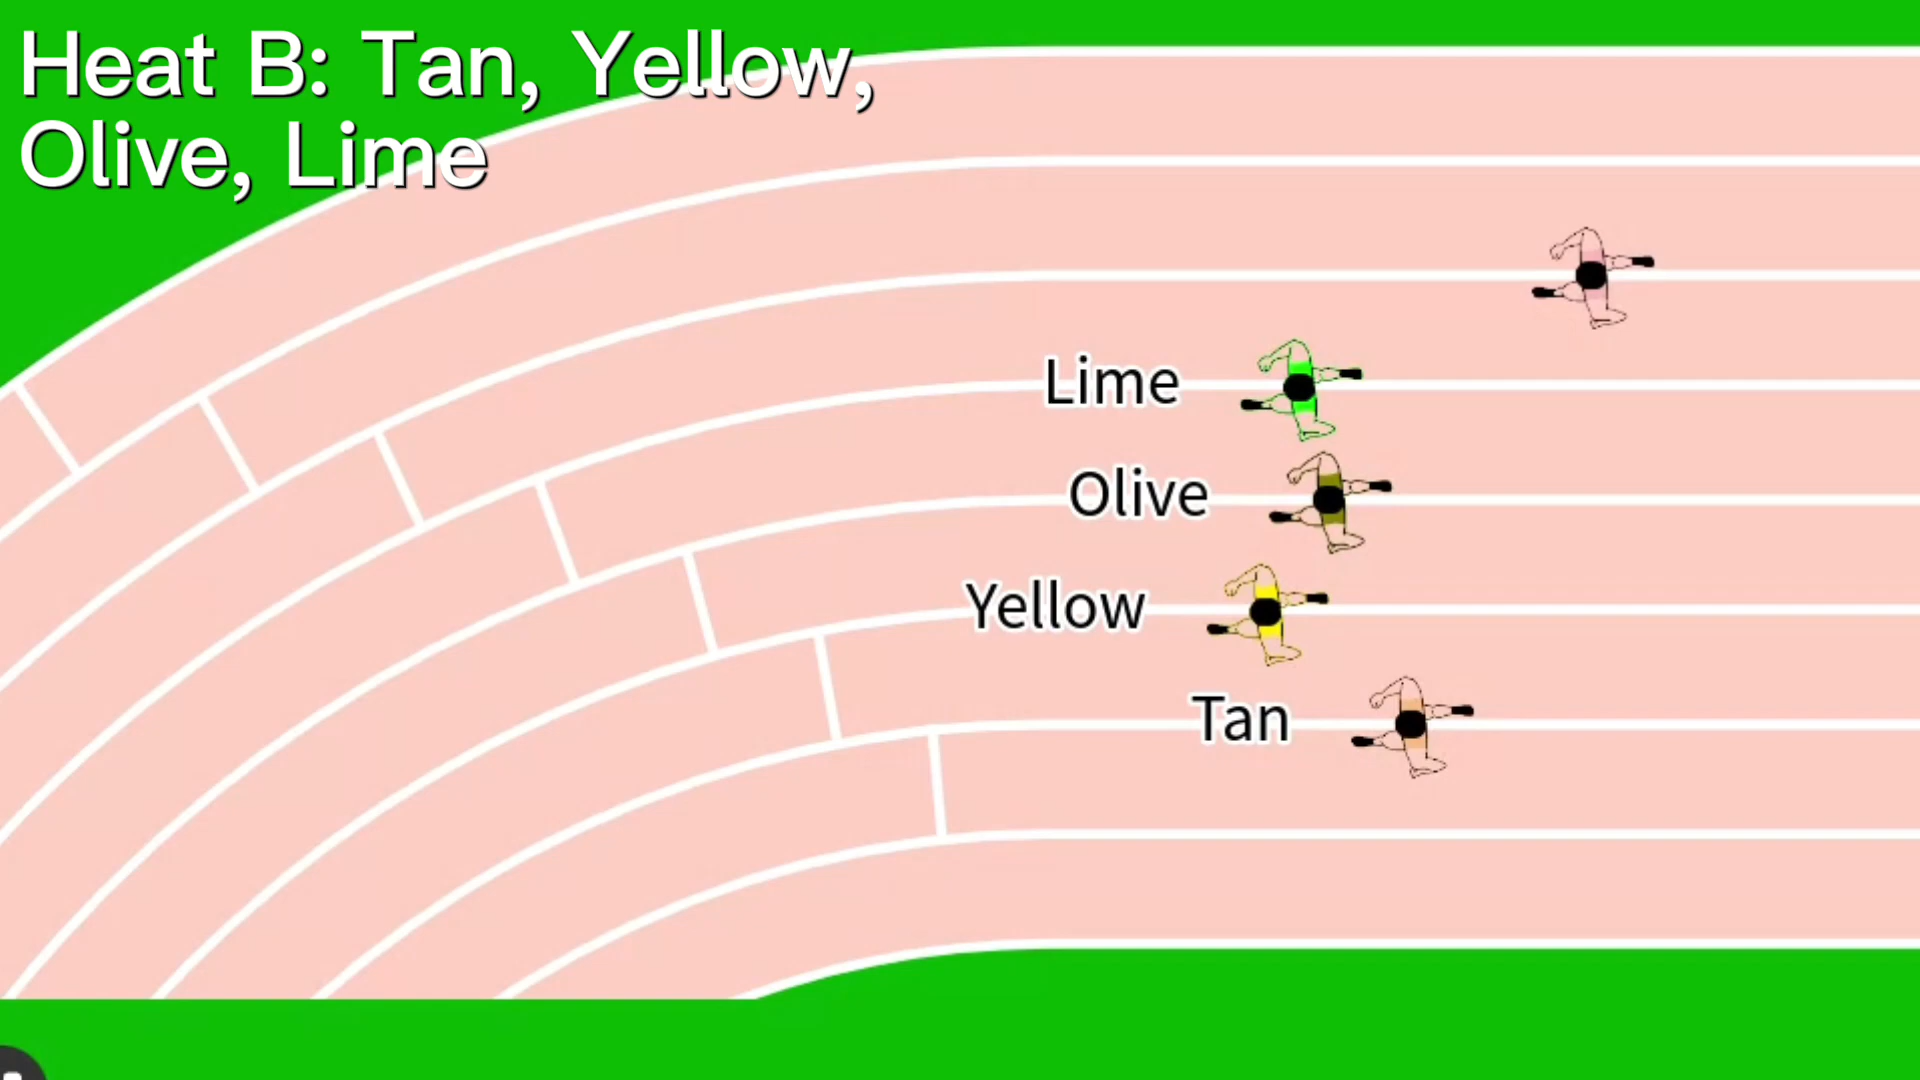 Heat B: Tan, Yellow,
Olive, Lime
Lime
Olive
Yellow
Tan